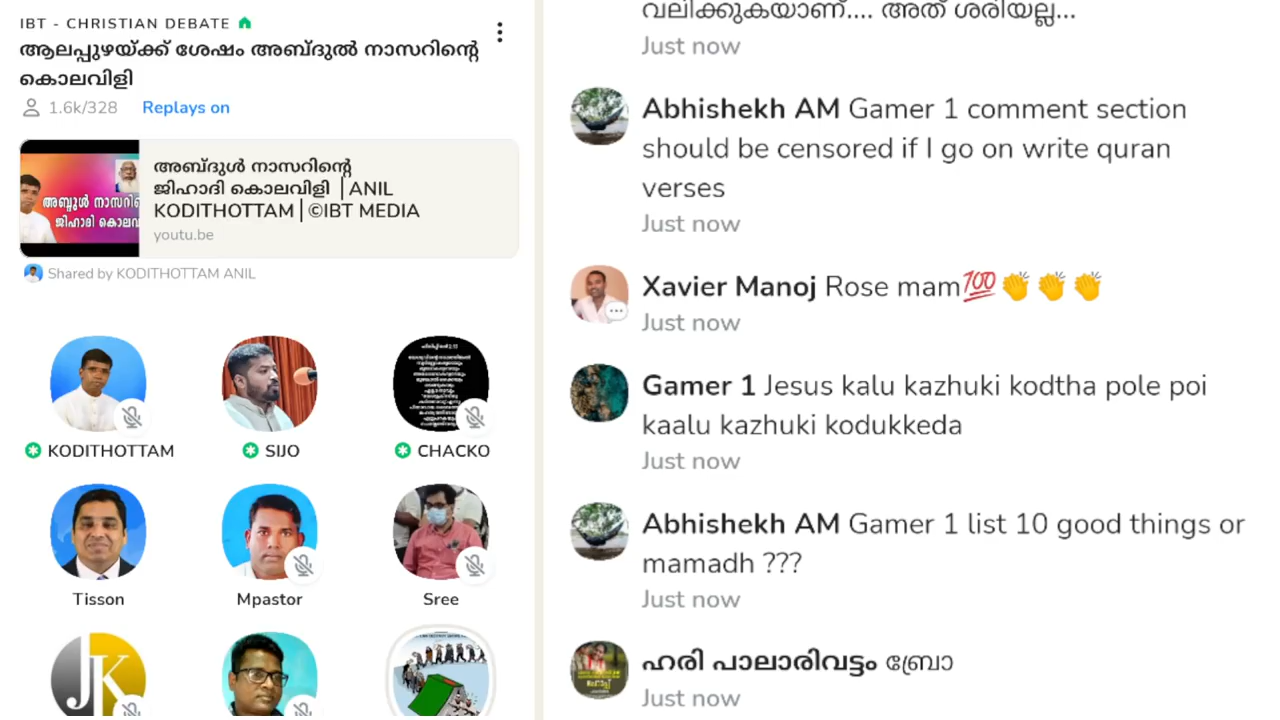 IBT - CHRISTIAN DEBATE
ആലപ്പുഴയ്ക്ക് ശേഷം അബ്ദുൽ നാസറിന്റെ
കൊലവിളി
1.6k/328 Replays on
അബ്ദുൾ നാസറിന്റെ
ജിഹാദി കൊലവിളി |ANIL
KODITHOTTAM|©IBT MEDIA
youtu.be
Shared by KODITHOTTAM ANIL
KODITHOTTAM
SIJO
CHACKO
Tisson
Mpastor
Sree
JK
വലിക്കുകയാണ്.... അത് ശരിയല്ല...
Just now
Abhishekh AM Gamer 1 comment section
should be censored if I go on write quran
verses
Just now
Xavier Manoj Rose mam💯👏👏👏
Just now
Gamer 1 Jesus kalu kazhuki kodtha pole poi
kaalu kazhuki kodukkeda
Just now
Abhishekh AM Gamer 1 list 10 good things or
mamadh ???
Just now
ഹരി പാലാരിവട്ടം ബ്രോ
Just now